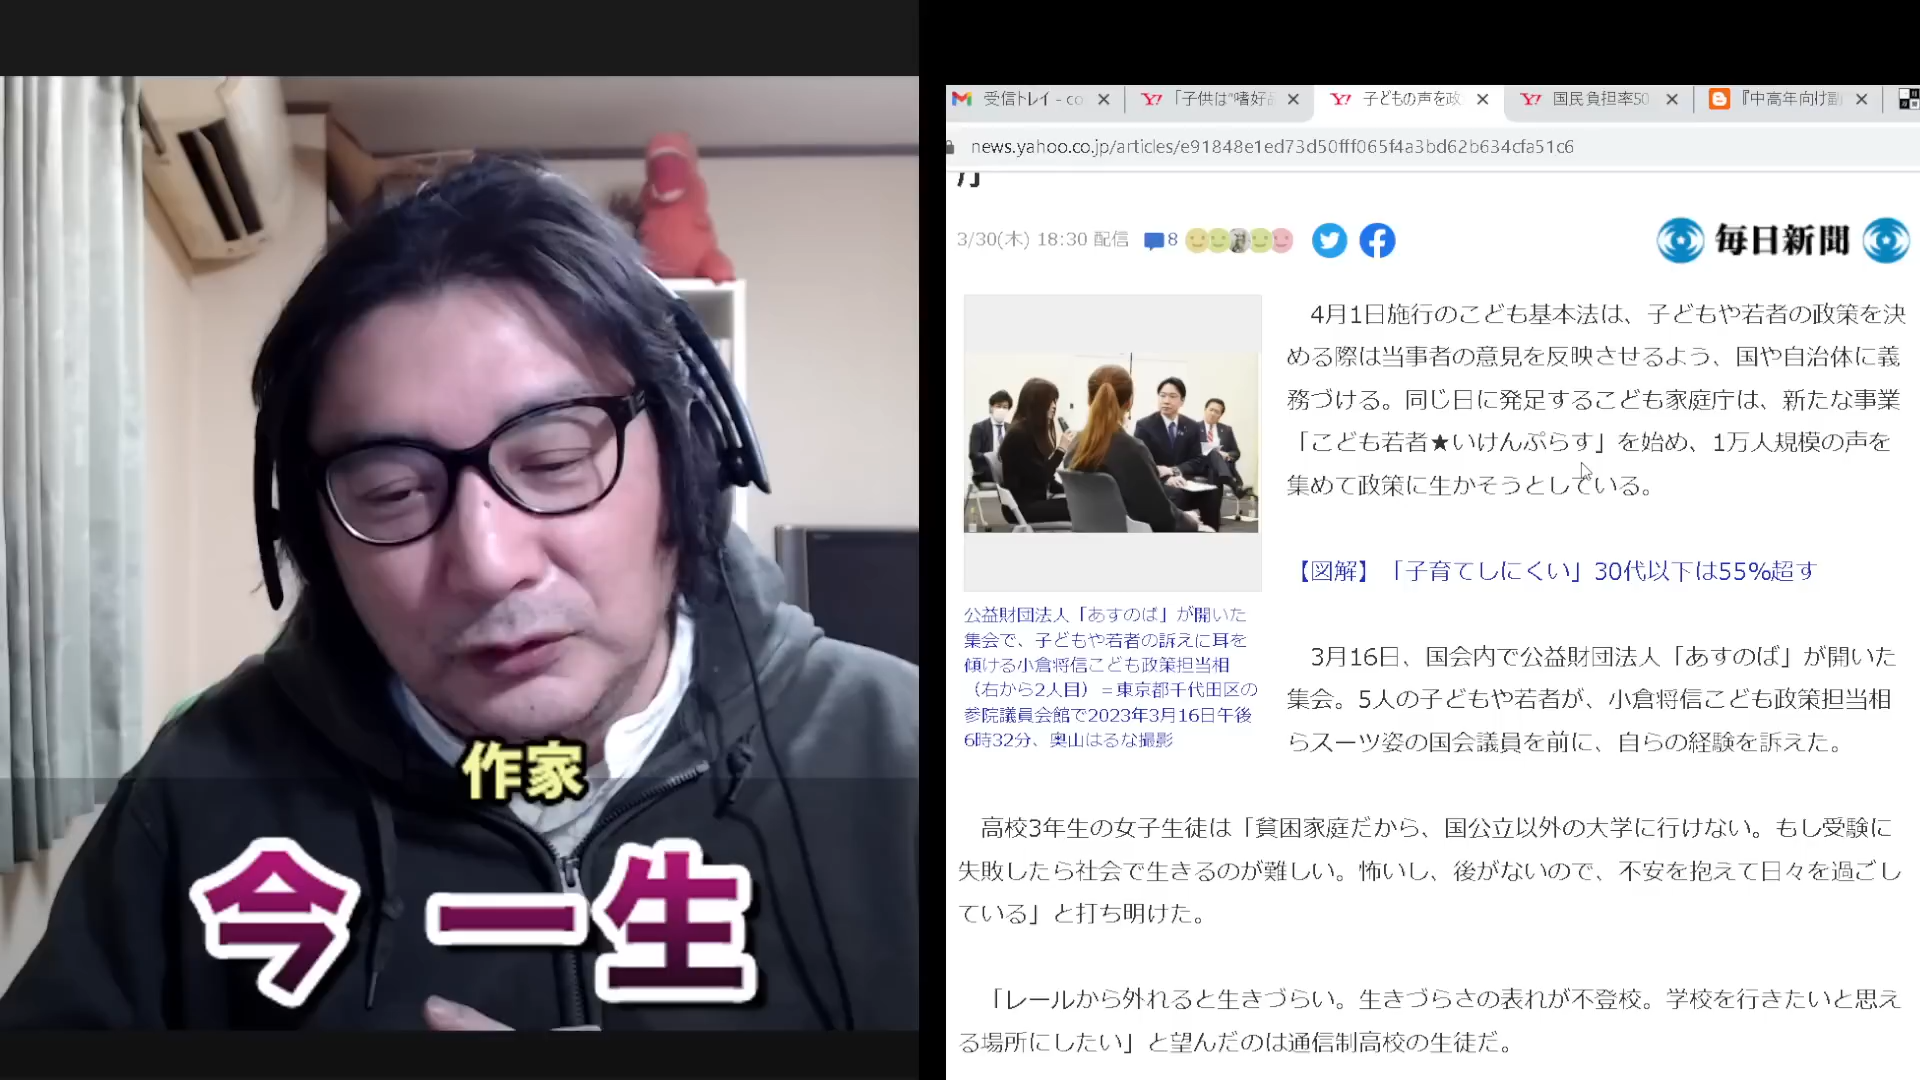 作家
今 一生
受信トレイ - co
「子供は"嗜好品
子どもの声を政
国民負担率50
『中高年向け副
news.yahoo.co.jp/articles/e91848e1ed73d50fff065f4a3bd62b634cfa51c6
3/30(木) 18:30 配信
8
毎日新聞
4月1日施行のこども基本法は、子どもや若者の政策を決
める際は当事者の意見を反映させるよう、国や自治体に義
務づける。同じ日に発足するこども家庭庁は、新たな事業
「こども若者★いけんぷらす」を始め、1万人規模の声を
集めて政策に生かそうとしている。
【図解】「子育てしにくい」30代以下は55%超す
公益財団法人「あすのば」が開いた
集会で、子どもや若者の訴えに耳を
傾ける小倉将信こども政策担当相
（右から2人目）＝東京都千代田区の
参院議員会館で2023年3月16日午後
6時32分、奥山はるな撮影
3月16日、国会内で公益財団法人「あすのば」が開いた
集会。5人の子どもや若者が、小倉将信こども政策担当相
らスーツ姿の国会議員を前に、自らの経験を訴えた。
高校3年生の女子生徒は「貧困家庭だから、国公立以外の大学に行けない。もし受験に
失敗したら社会で生きるのが難しい。怖いし、後がないので、不安を抱えて日々を過ごし
ている」と打ち明けた。
「レールから外れると生きづらい。生きづらさの表れが不登校。学校を行きたいと思え
る場所にしたい」と望んだのは通信制高校の生徒だ。